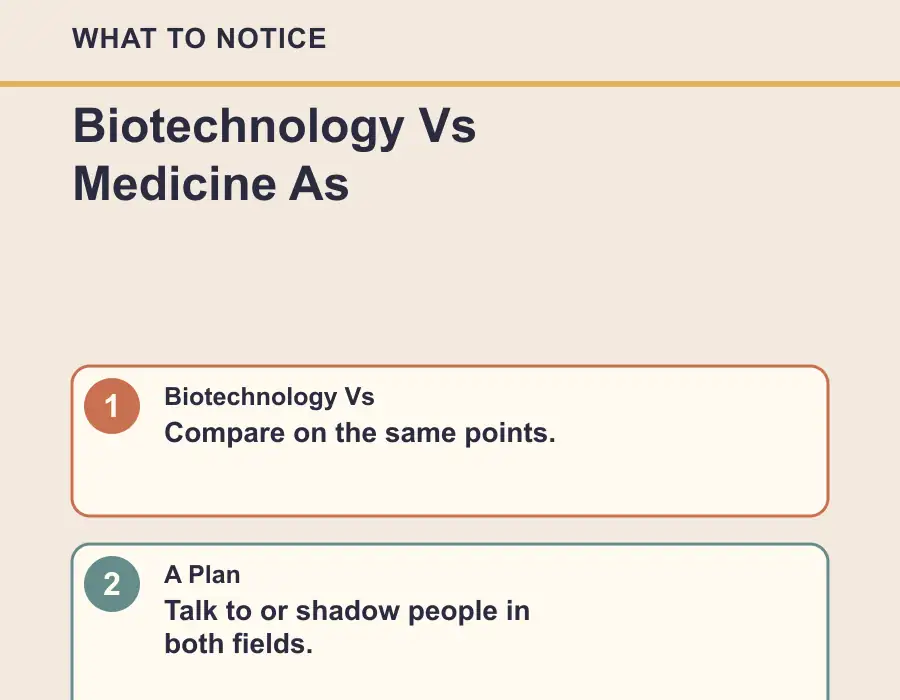 WHAT TO NOTICE
Biotechnology Vs
Medicine As
1
Biotechnology Vs
Compare on the same points.
2
A Plan
Talk to or shadow people in
both fields.